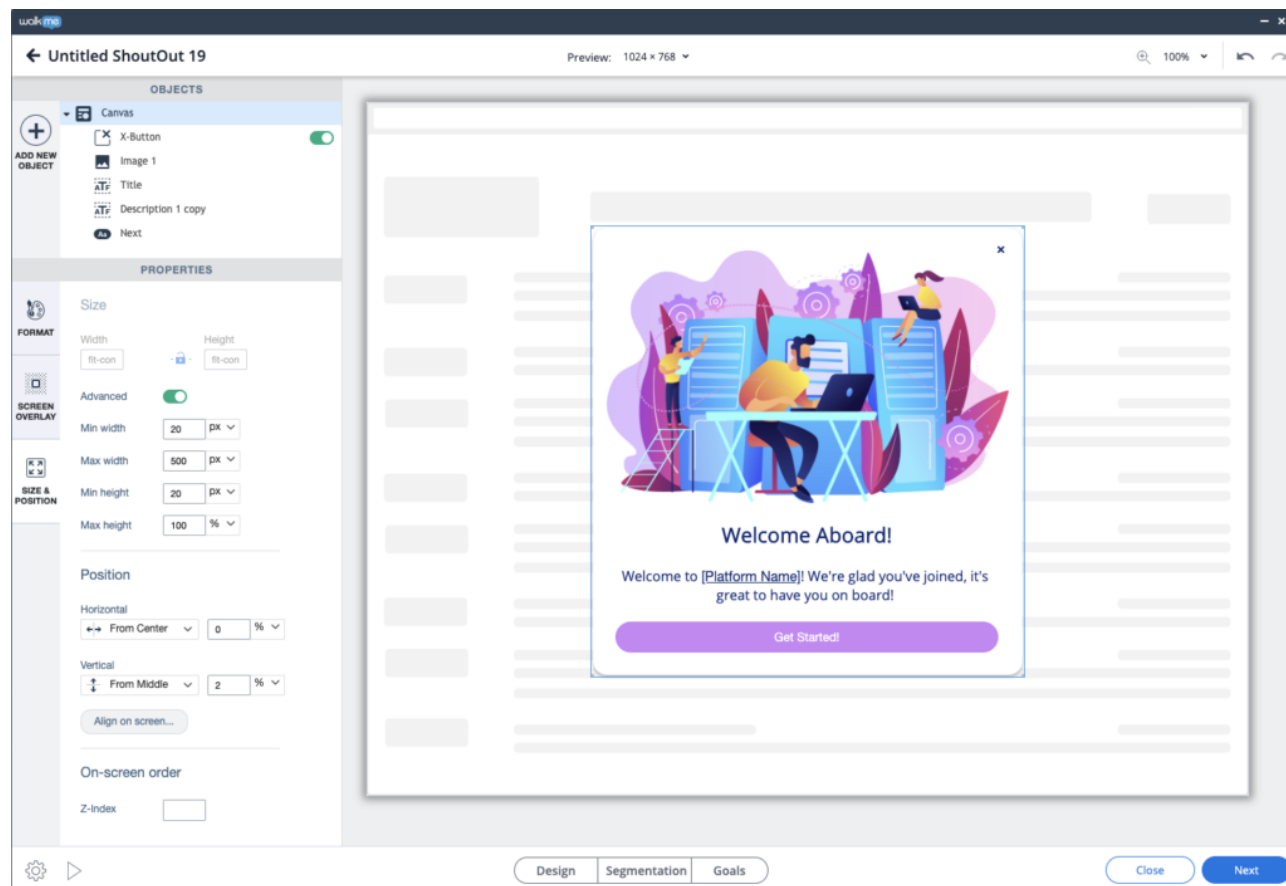 walkme
Untitled ShoutOut 19
Preview: 1024 × 768
100%
OBJECTS
ADD NEW
OBJECT
Canvas
X-Button
Image 1
Title
Description 1 copy
Next
PROPERTIES
FORMAT
SCREEN
OVERLAY
SIZE &
POSITION
Size
Width Height
fit-con fit-con
Advanced
Min width 20 px
Max width 500 px
Min height 20 px
Max height 100 %
Position
Horizontal
From Center 0 %
Vertical
From Middle 2 %
Align on screen...
On-screen order
Z-Index
Welcome Aboard!
Welcome to [Platform Name]! We're glad you've joined, it's
great to have you on board!
Get Started!
Design Segmentation Goals
Close Next